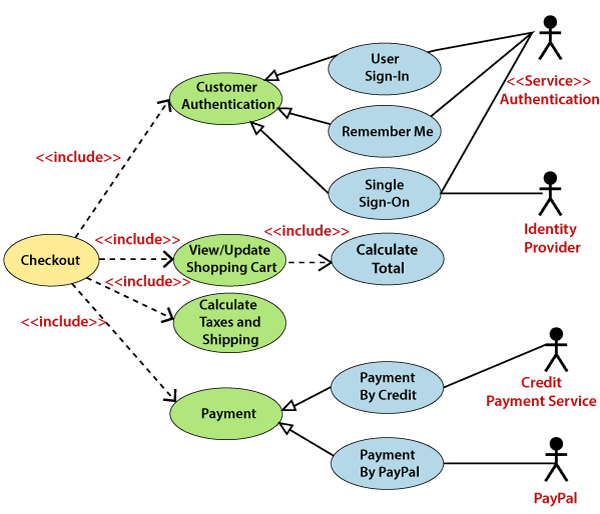 User
Sign-In
<<Service>>
Authentication
Customer
Authentication
Remember Me
<<include>>
Single
Sign-On
Identity
Provider
<<include>>
<<include>>
View/Update
Shopping Cart
Calculate
Total
Checkout
<<include>>
Calculate
Taxes and
Shipping
<<include>>
Payment
By Credit
Credit
Payment Service
Payment
Payment
By PayPal
PayPal